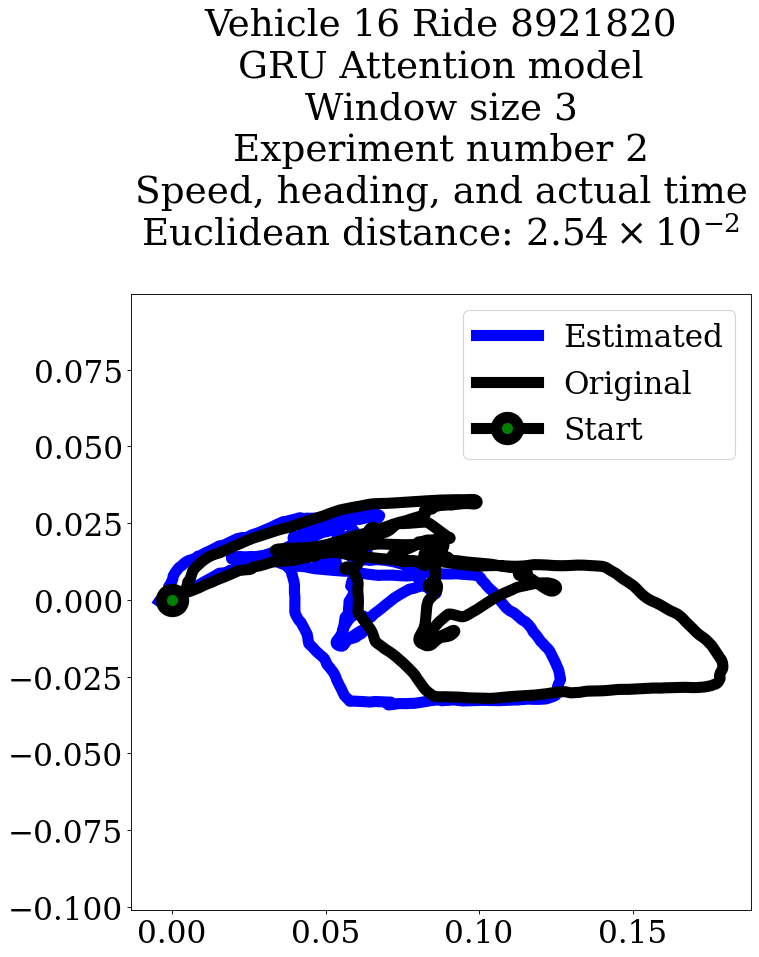 Vehicle 16 Ride 8921820
GRU Attention model
Window size 3
Experiment number 2
Speed, heading, and actual time
Euclidean distance: 2.54 × 10⁻²
Estimated
Original
Start
0.075
0.050
0.025
0.000
−0.025
−0.050
−0.075
−0.100
0.00 0.05 0.10 0.15